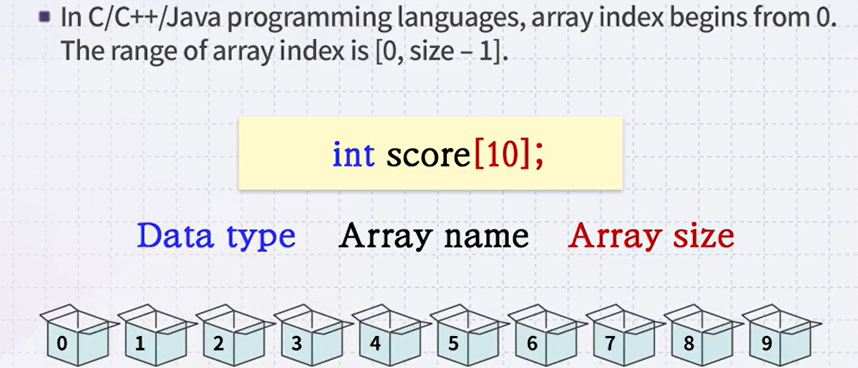 In C/C++/Java programming languages, array index begins from 0.
The range of array index is [0, size – 1].
int score[10];
Data type Array name Array size
0 1 2 3 4 5 6 7 8 9